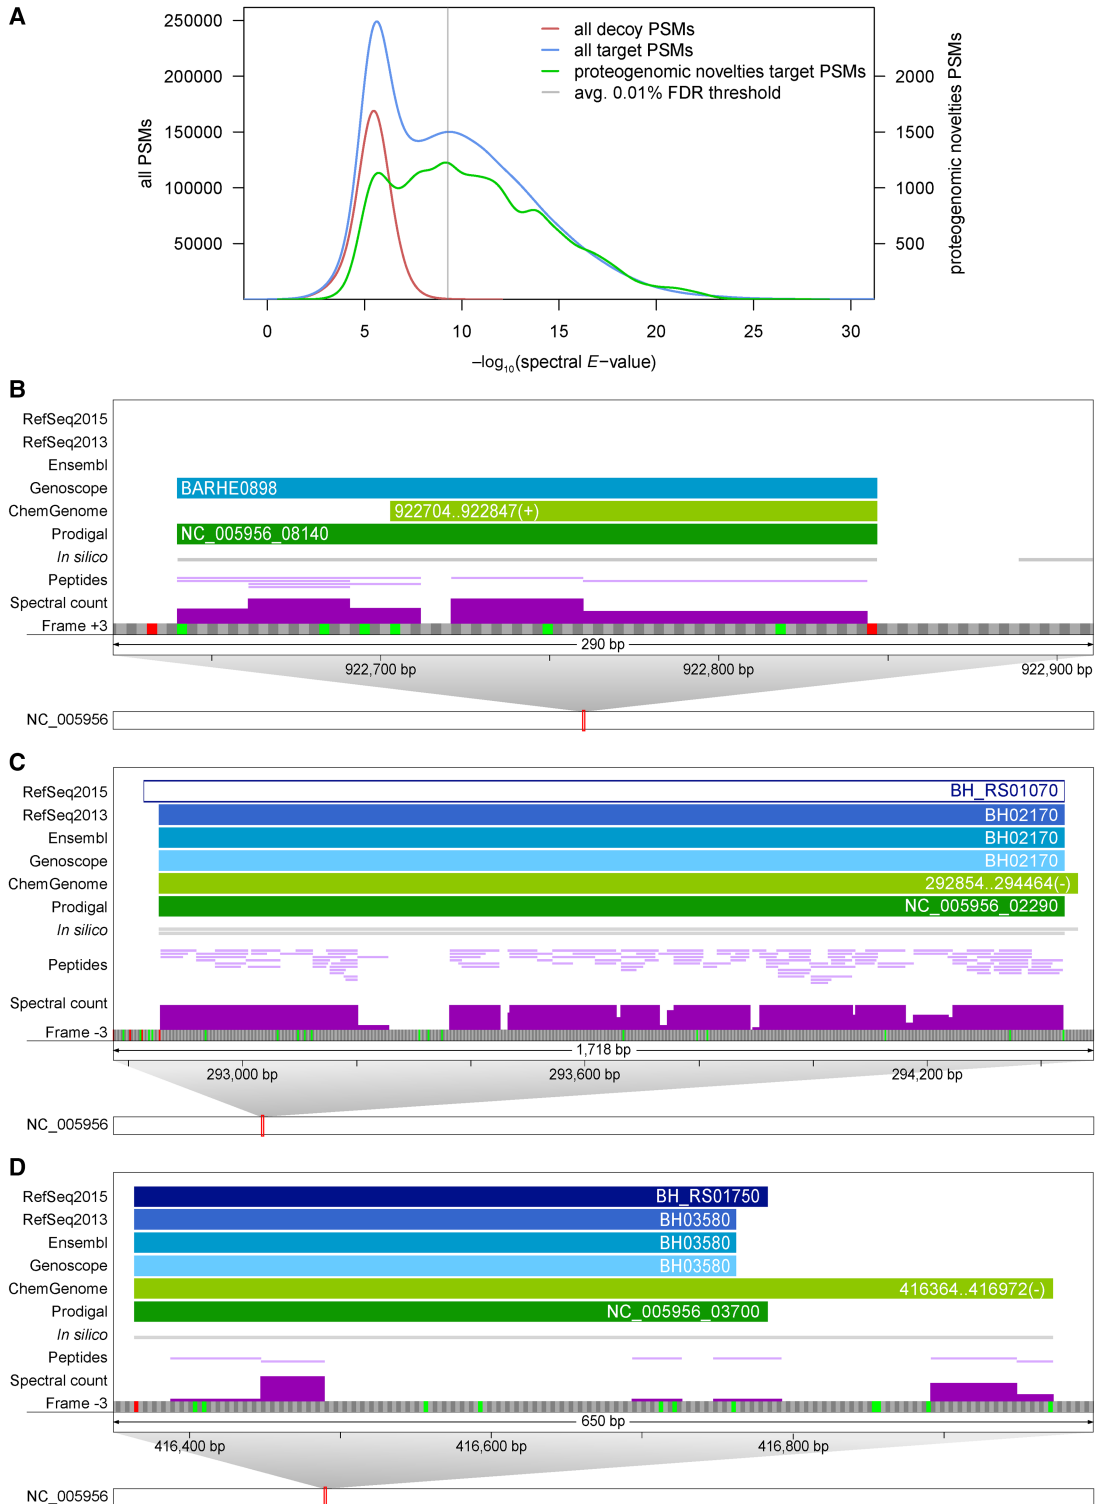 A
250000
200000
150000
100000
50000
all PSMs
all decoy PSMs
all target PSMs
proteogenomic novelties target PSMs
avg. 0.01% FDR threshold
2000
1500
1000
500
proteogenomic novelties PSMs
0 5 10 15 20 25 30
−log10(spectral E−value)
B
RefSeq2015
RefSeq2013
Ensembl
Genoscope BARHE0898
ChemGenome 922704..922847(+)
Prodigal NC_005956_08140
In silico
Peptides
Spectral count
Frame +3
290 bp
922,700 bp 922,800 bp 922,900 bp
NC_005956
C
RefSeq2015 BH_RS01070
RefSeq2013 BH02170
Ensembl BH02170
Genoscope BH02170
ChemGenome 292854..294464(-)
Prodigal NC_005956_02290
In silico
Peptides
Spectral count
Frame -3
1,718 bp
293,000 bp 293,600 bp 294,200 bp
NC_005956
D
RefSeq2015 BH_RS01750
RefSeq2013 BH03580
Ensembl BH03580
Genoscope BH03580
ChemGenome 416364..416972(-)
Prodigal NC_005956_03700
In silico
Peptides
Spectral count
Frame -3
650 bp
416,400 bp 416,600 bp 416,800 bp
NC_005956